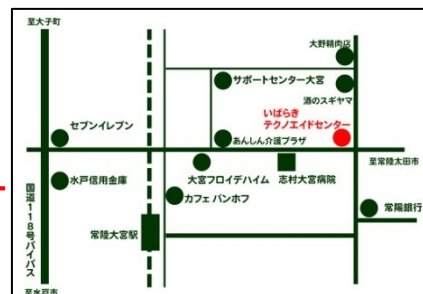 至大子町
大野精肉店
サポートセンター大宮
酒のスギヤマ
いばらき
テクノエイドセンター
セブンイレブン
あんしん介護プラザ
至常陸太田市
水戸信用金庫
大宮フロイデハイム
志村大宮病院
カフェ バンホフ
国道118号バイパス
常陸大宮駅
常陽銀行
至水戸市